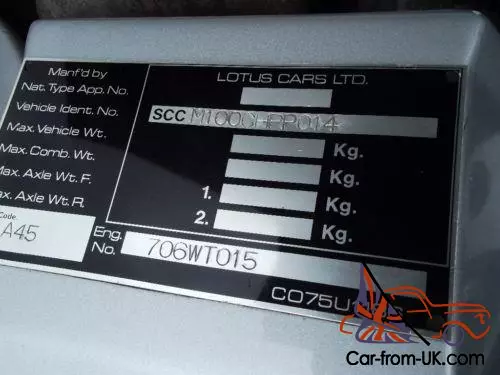 Manf'd by LOTUS CARS LTD.
Nat. Type App. No.
Vehicle Ident. No. SCC
Max. Vehicle Wt. Kg.
Max. Comb. Wt. Kg.
Max. Axle Wt. F. 1. Kg.
Max. Axle Wt. R. 2. Kg.
Code.
A45
Eng. No. 706WT015
Car-from-UK.com